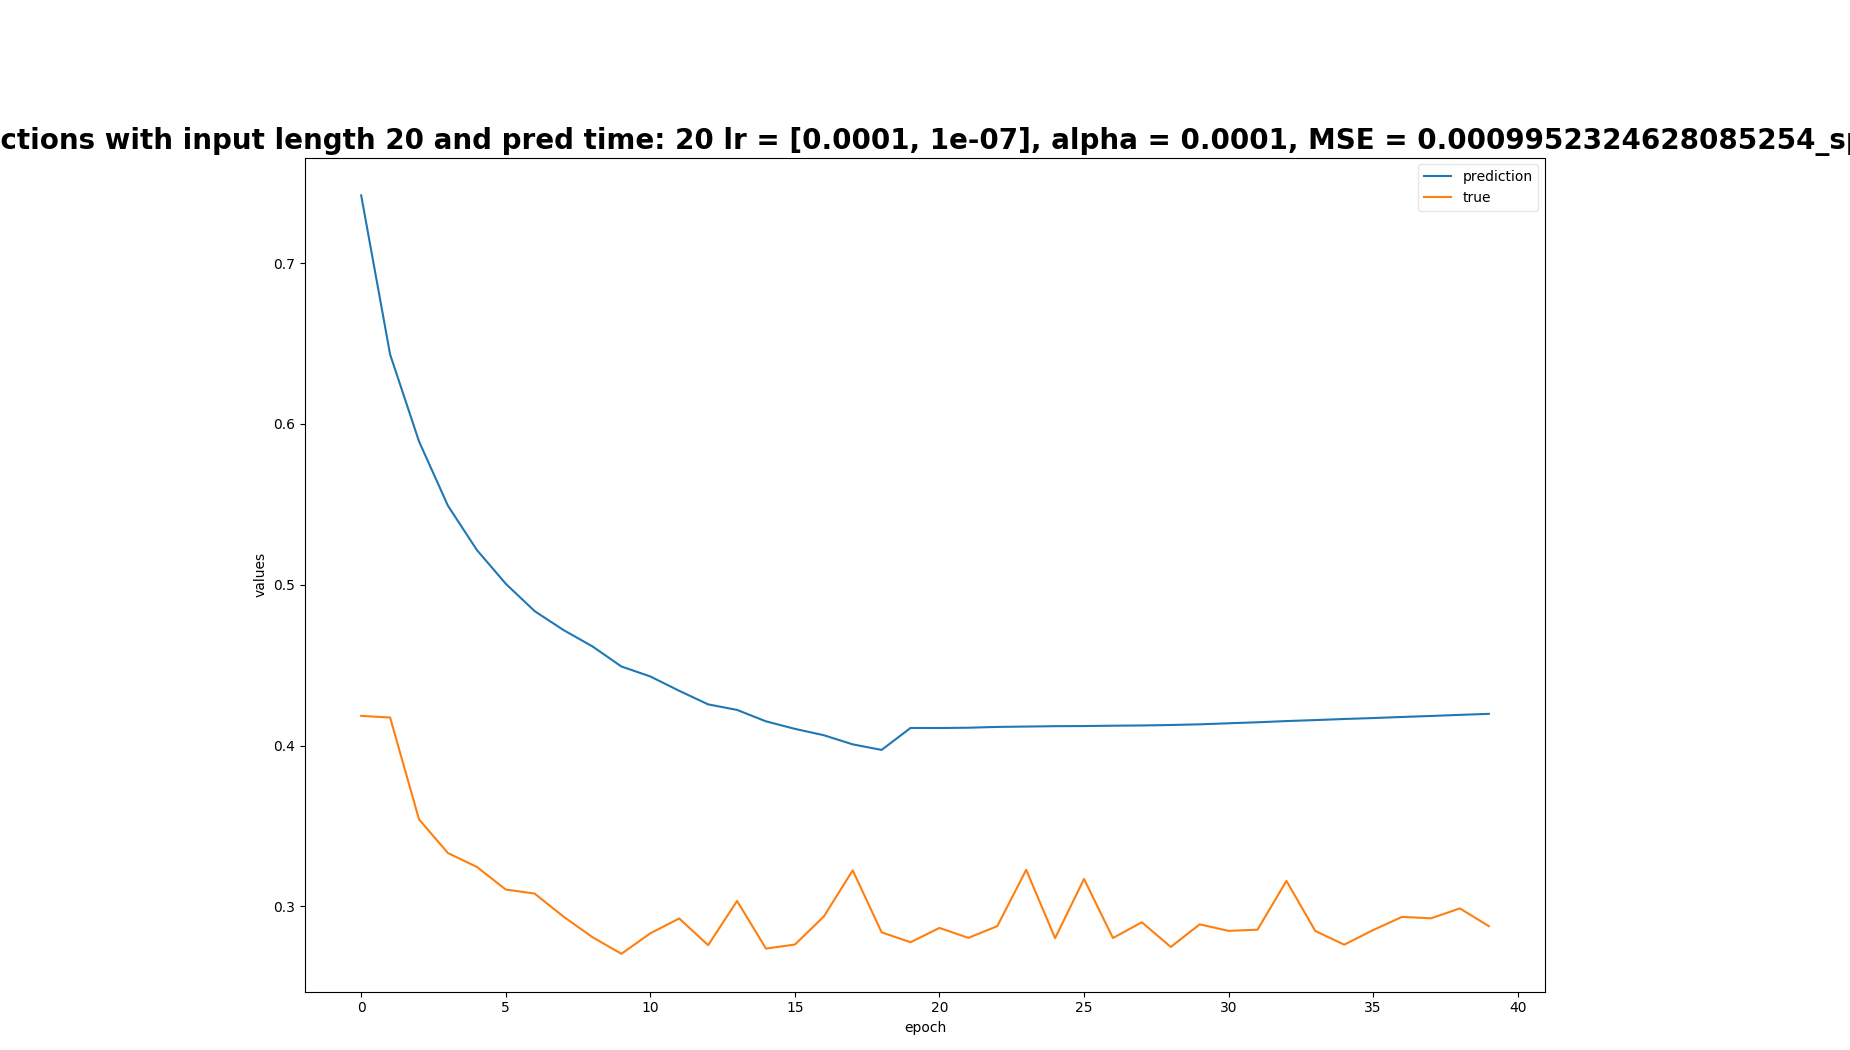 ctions with input length 20 and pred time: 20 lr = [0.0001, 1e-07], alpha = 0.0001, MSE = 0.0009952324628085254_sp
prediction
true
0.7
0.6
0.5
0.4
0.3
values
0 5 10 15 20 25 30 35 40
epoch